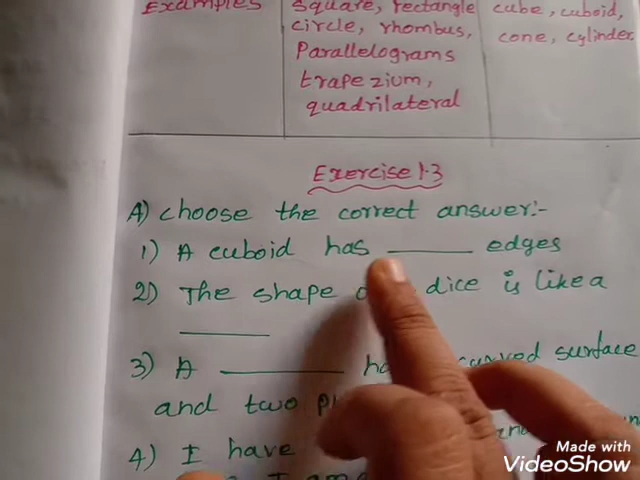 Examples
square, rectangle
circle, rhombus,
Parallelograms
trapezium,
quadrilateral
cube, cuboid,
cone, cylinder
Exercise 1.3
A) choose the correct answer:-
1) A cuboid has ______ edges
2) The shape dice is like a
______
3) A ______ curved surface
and two
4) I have
Made with
VideoShow